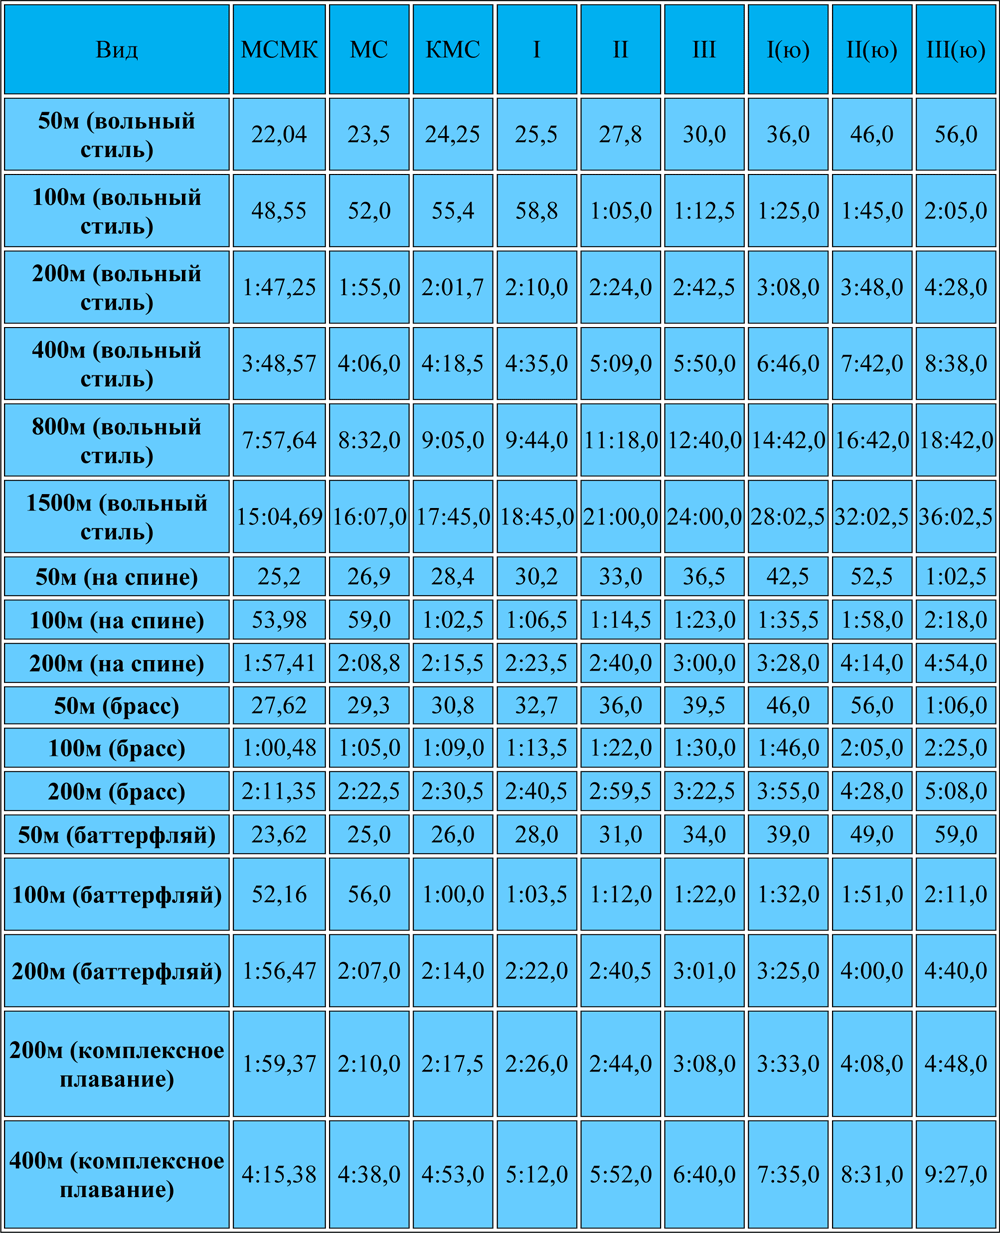 Вид МСМК МС КМС I II III I(ю) II(ю) III(ю)
50м (вольный
стиль) 22,04 23,5 24,25 25,5 27,8 30,0 36,0 46,0 56,0
100м (вольный
стиль) 48,55 52,0 55,4 58,8 1:05,0 1:12,5 1:25,0 1:45,0 2:05,0
200м (вольный
стиль) 1:47,25 1:55,0 2:01,7 2:10,0 2:24,0 2:42,5 3:08,0 3:48,0 4:28,0
400м (вольный
стиль) 3:48,57 4:06,0 4:18,5 4:35,0 5:09,0 5:50,0 6:46,0 7:42,0 8:38,0
800м (вольный
стиль) 7:57,64 8:32,0 9:05,0 9:44,0 11:18,0 12:40,0 14:42,0 16:42,0 18:42,0
1500м (вольный
стиль) 15:04,69 16:07,0 17:45,0 18:45,0 21:00,0 24:00,0 28:02,5 32:02,5 36:02,5
50м (на спине) 25,2 26,9 28,4 30,2 33,0 36,5 42,5 52,5 1:02,5
100м (на спине) 53,98 59,0 1:02,5 1:06,5 1:14,5 1:23,0 1:35,5 1:58,0 2:18,0
200м (на спине) 1:57,41 2:08,8 2:15,5 2:23,5 2:40,0 3:00,0 3:28,0 4:14,0 4:54,0
50м (брасс) 27,62 29,3 30,8 32,7 36,0 39,5 46,0 56,0 1:06,0
100м (брасс) 1:00,48 1:05,0 1:09,0 1:13,5 1:22,0 1:30,0 1:46,0 2:05,0 2:25,0
200м (брасс) 2:11,35 2:22,5 2:30,5 2:40,5 2:59,5 3:22,5 3:55,0 4:28,0 5:08,0
50м (баттерфляй) 23,62 25,0 26,0 28,0 31,0 34,0 39,0 49,0 59,0
100м (баттерфляй) 52,16 56,0 1:00,0 1:03,5 1:12,0 1:22,0 1:32,0 1:51,0 2:11,0
200м (баттерфляй) 1:56,47 2:07,0 2:14,0 2:22,0 2:40,5 3:01,0 3:25,0 4:00,0 4:40,0
200м (комплексное
плавание) 1:59,37 2:10,0 2:17,5 2:26,0 2:44,0 3:08,0 3:33,0 4:08,0 4:48,0
400м (комплексное
плавание) 4:15,38 4:38,0 4:53,0 5:12,0 5:52,0 6:40,0 7:35,0 8:31,0 9:27,0